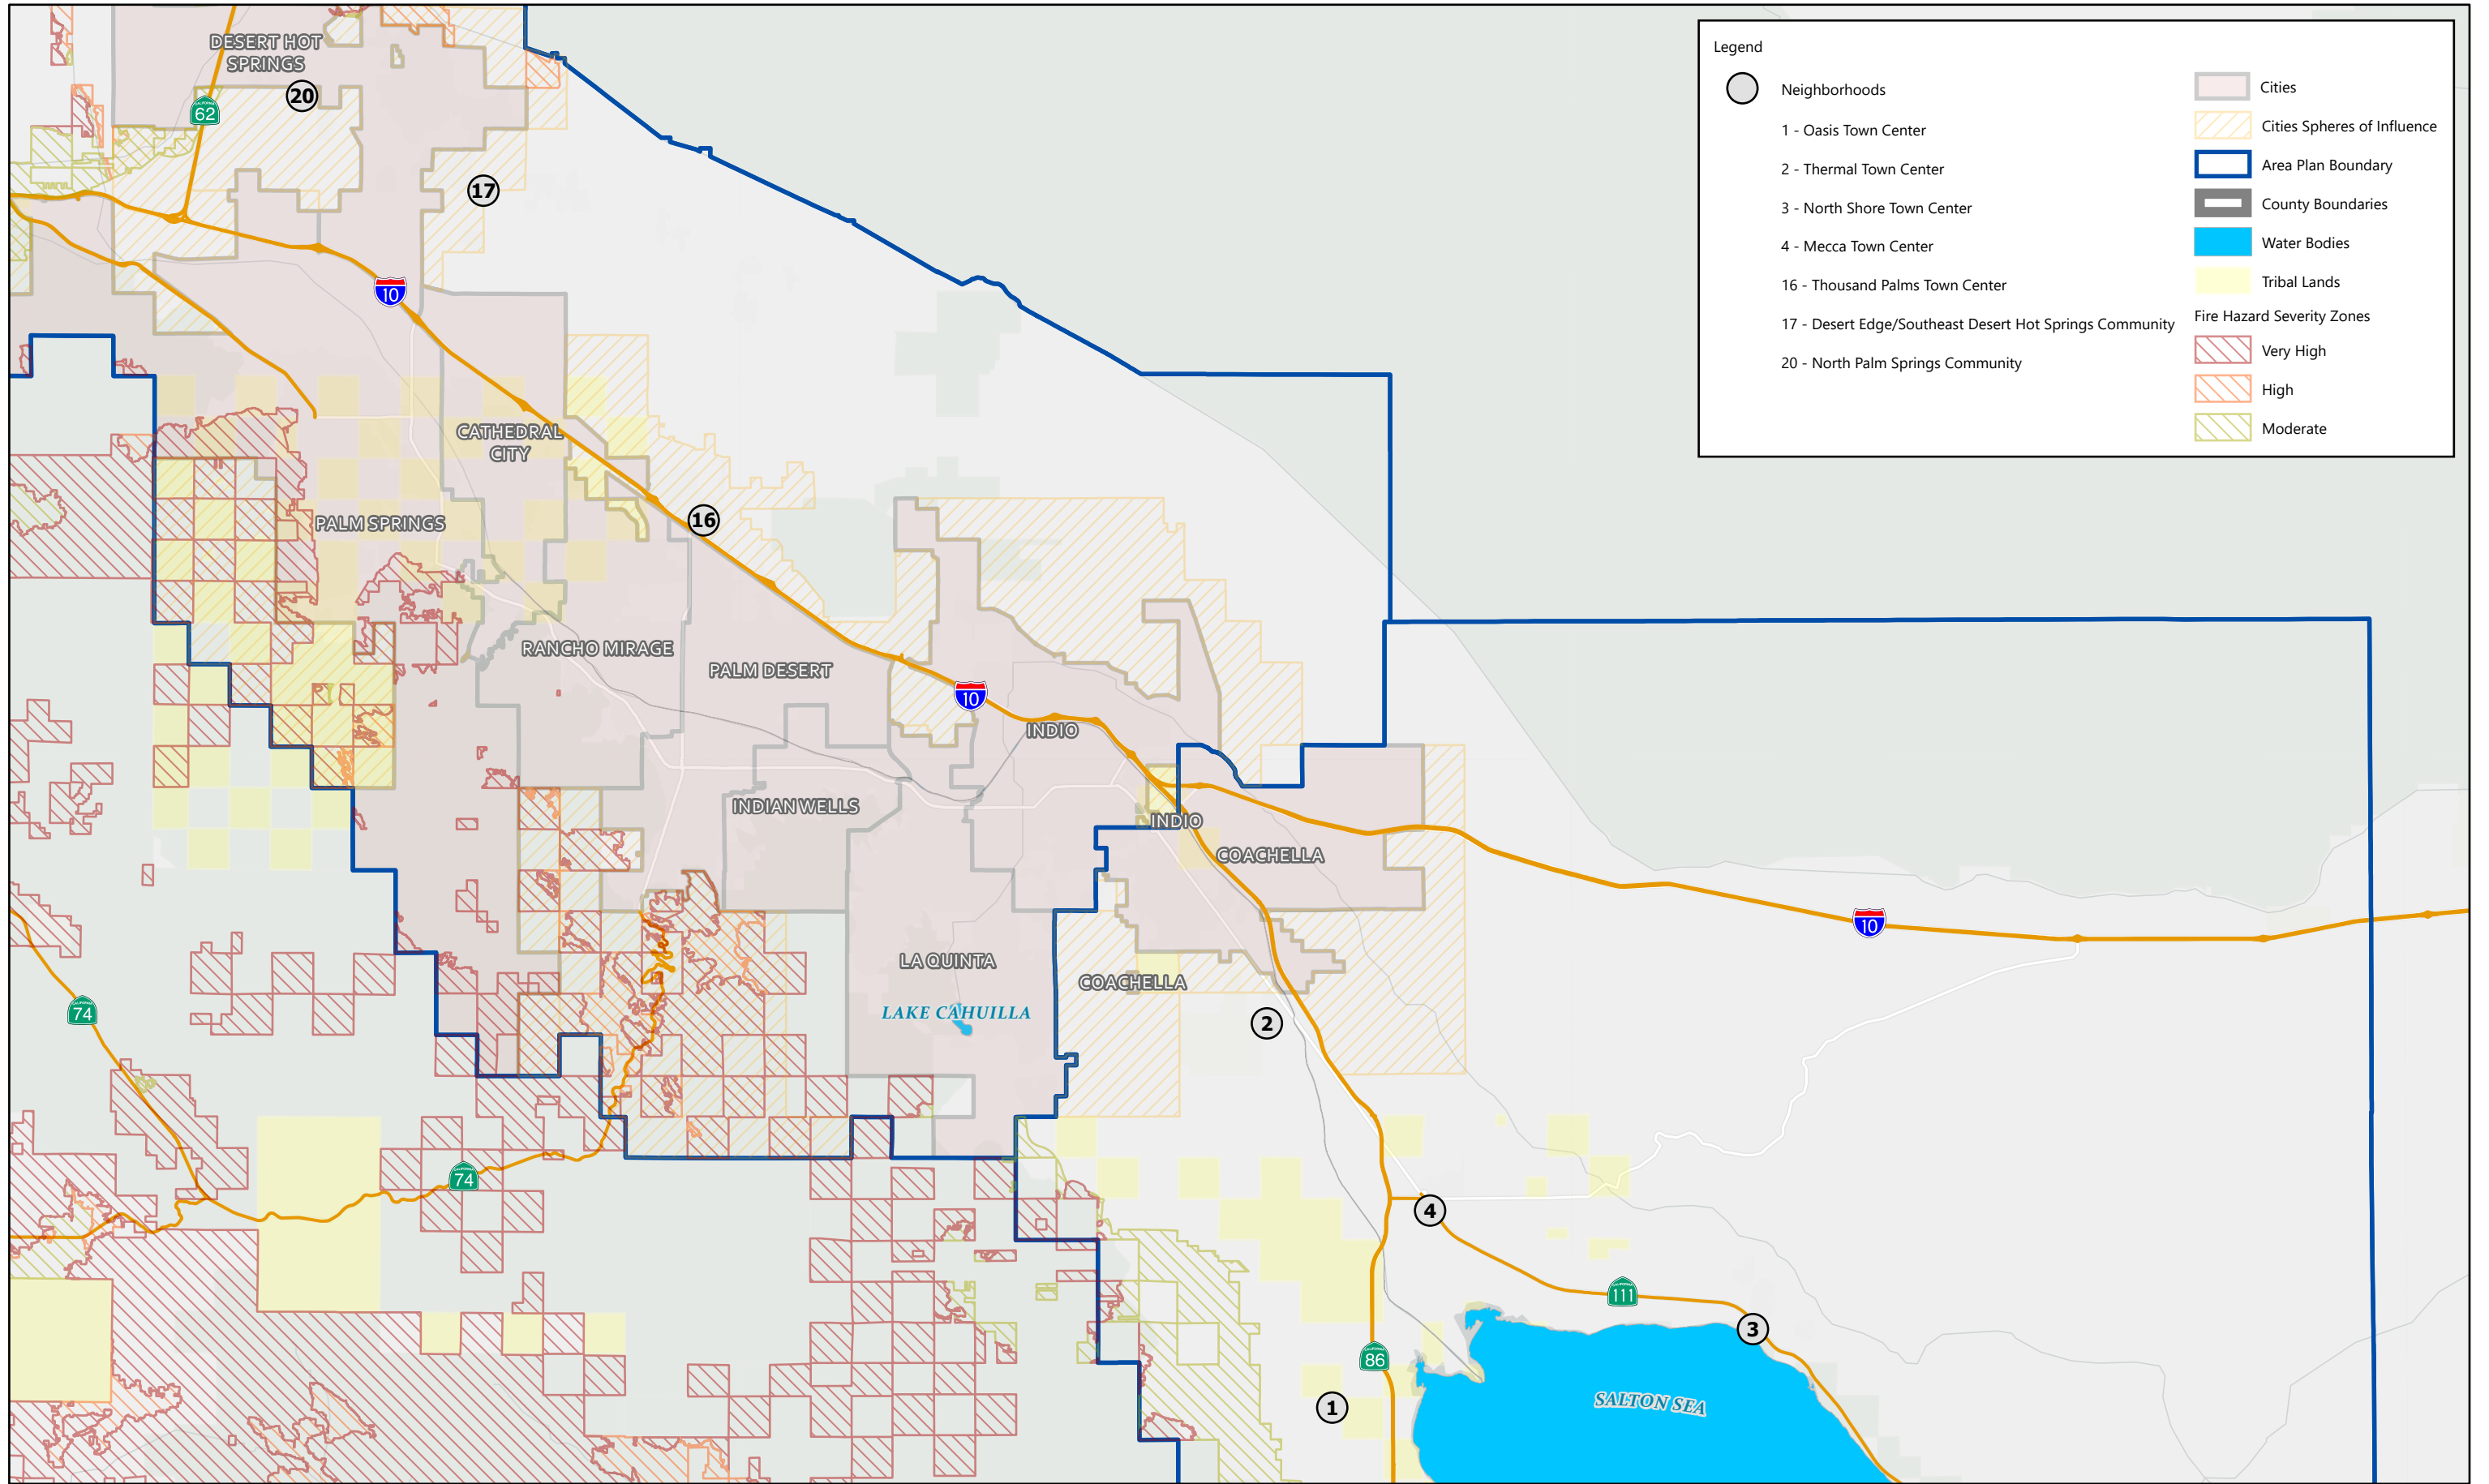 DESERT HOT
SPRINGS
20
CALIFORNIA
62
17
10
CATHEDRAL
CITY
PALM SPRINGS
16
RANCHO MIRAGE
PALM DESERT
10
INDIO
INDIAN WELLS
INDIO
COACHELLA
10
LA QUINTA
COACHELLA
LAKE CAHUILLA
2
CALIFORNIA
74
CALIFORNIA
74
4
CALIFORNIA
111
3
CALIFORNIA
86
1
SALTON SEA
Legend
Neighborhoods
1 - Oasis Town Center
2 - Thermal Town Center
3 - North Shore Town Center
4 - Mecca Town Center
16 - Thousand Palms Town Center
17 - Desert Edge/Southeast Desert Hot Springs Community
20 - North Palm Springs Community
Cities
Cities Spheres of Influence
Area Plan Boundary
County Boundaries
Water Bodies
Tribal Lands
Fire Hazard Severity Zones
Very High
High
Moderate